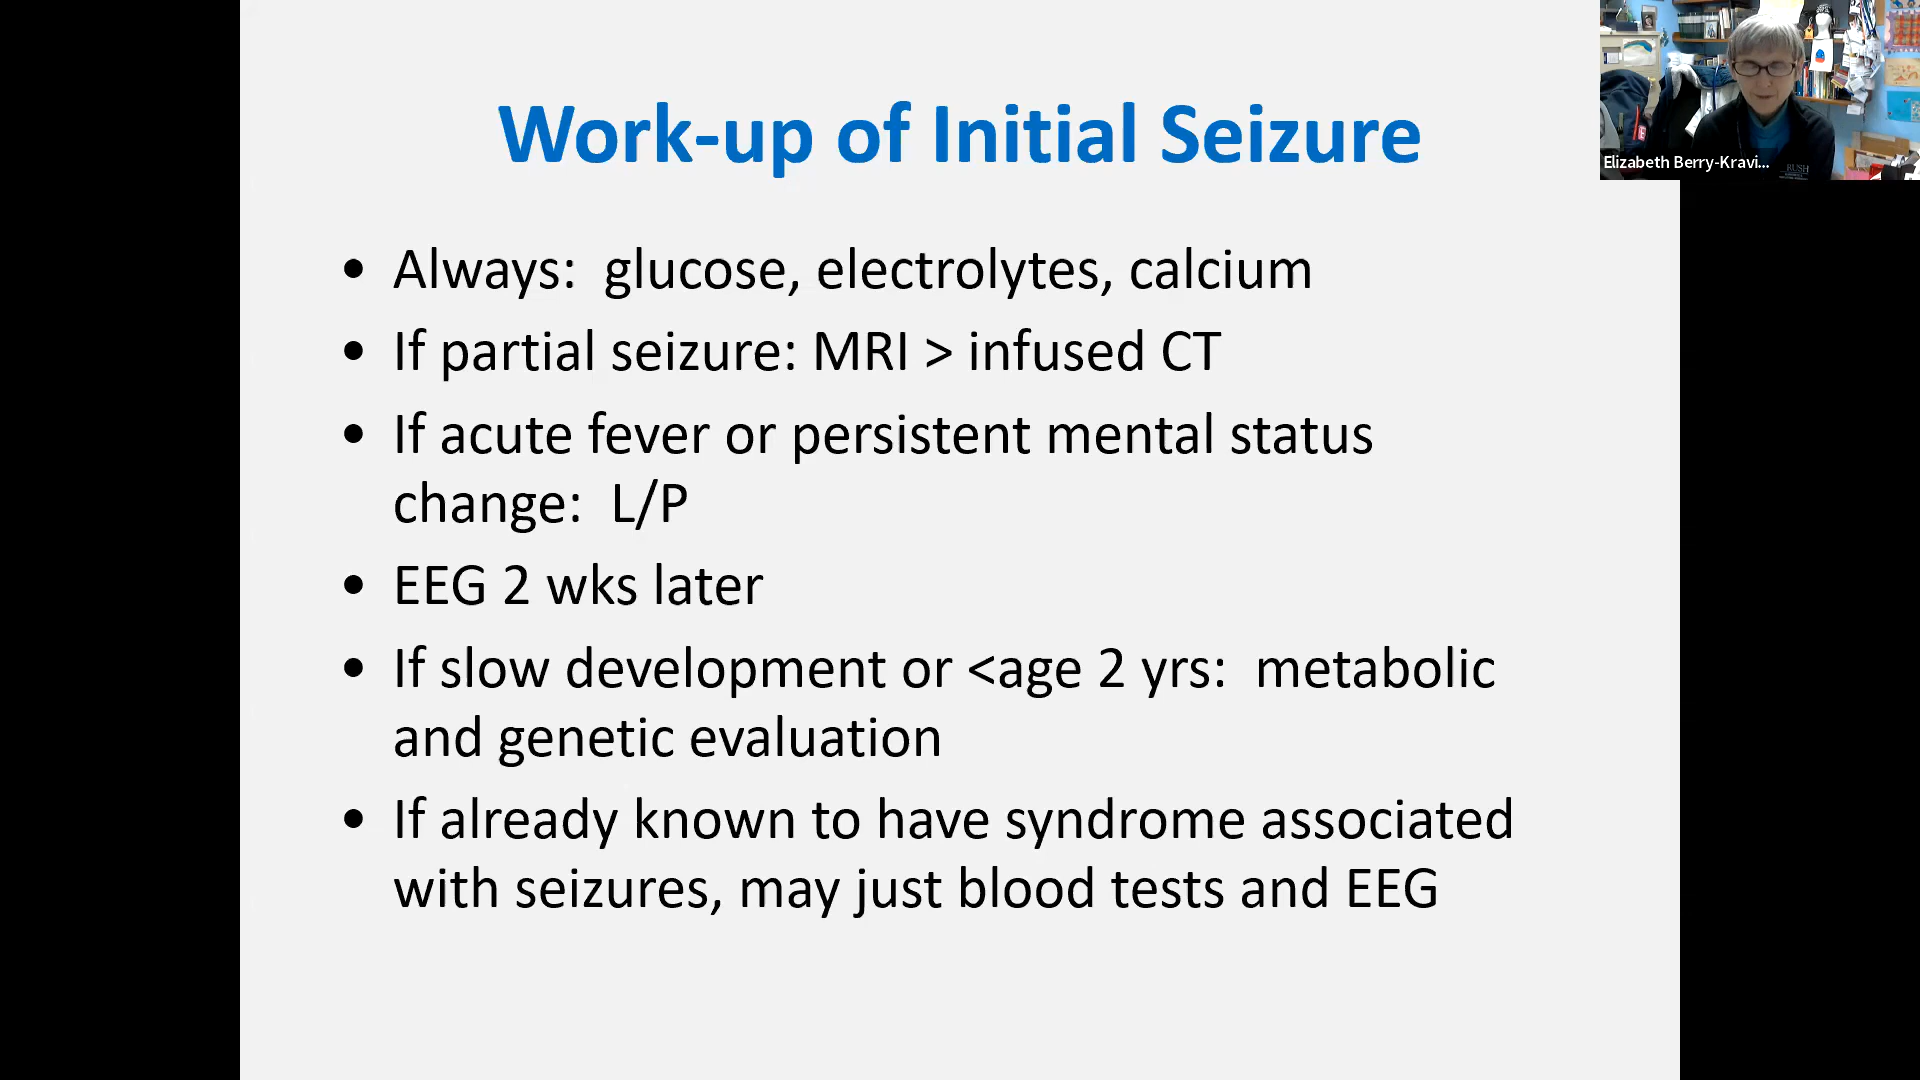 Work-up of Initial Seizure
• Always: glucose, electrolytes, calcium
• If partial seizure: MRI > infused CT
• If acute fever or persistent mental status
change: L/P
• EEG 2 wks later
• If slow development or <age 2 yrs: metabolic
and genetic evaluation
• If already known to have syndrome associated
with seizures, may just blood tests and EEG
Elizabeth Berry-Kravi...
RUSH